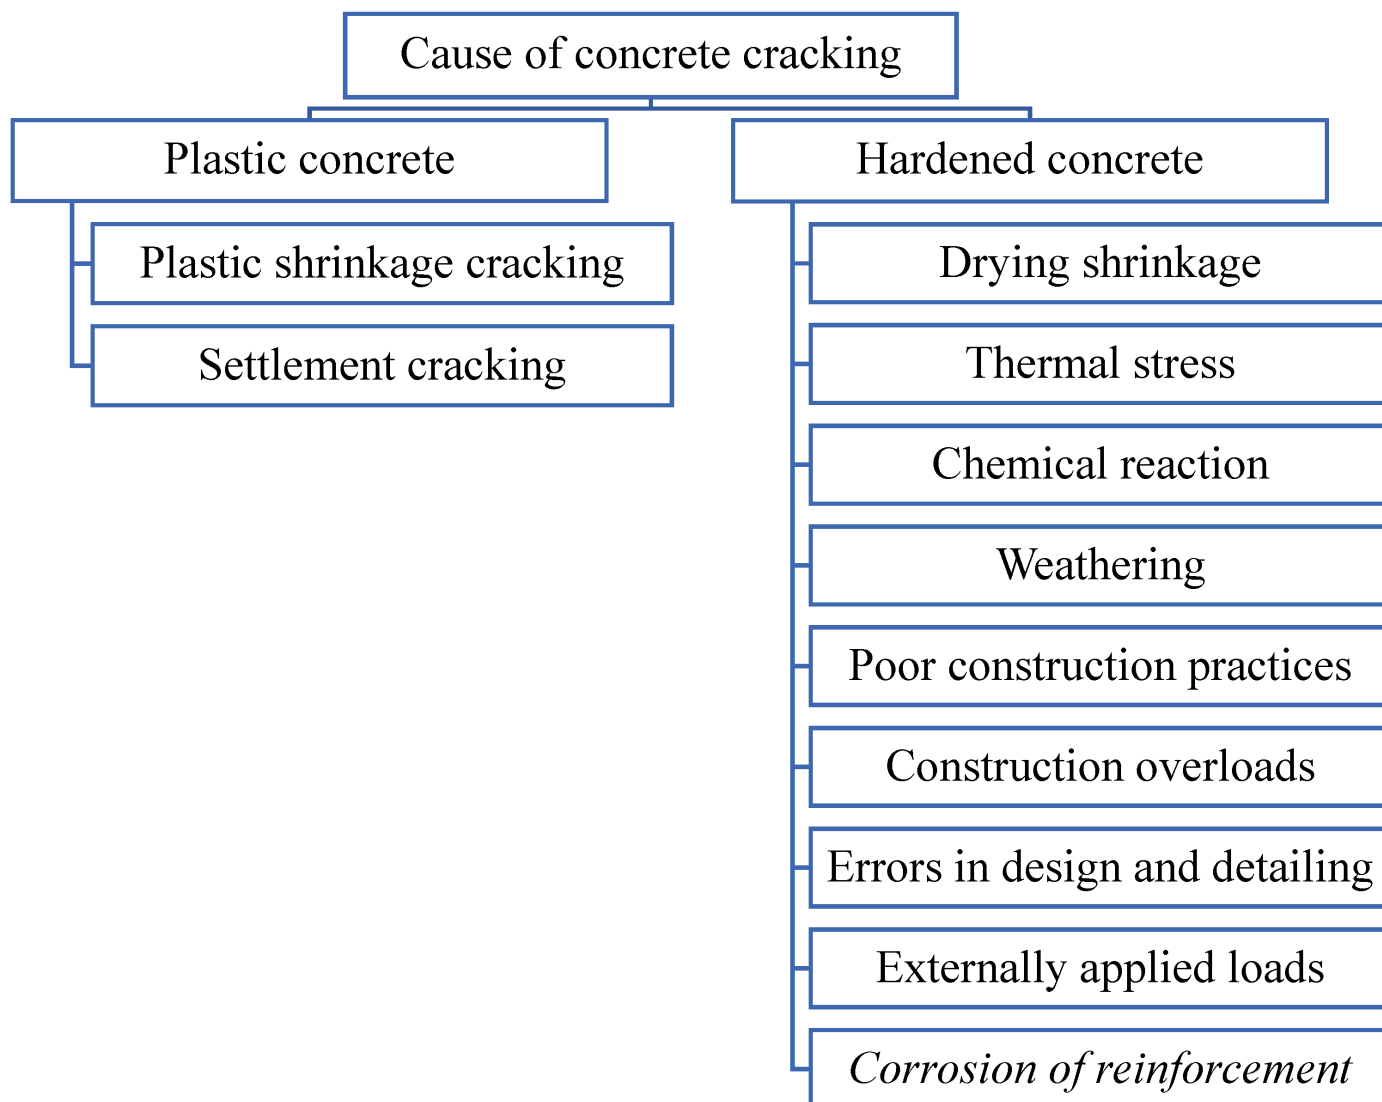 Cause of concrete cracking
Plastic concrete
Plastic shrinkage cracking
Settlement cracking
Hardened concrete
Drying shrinkage
Thermal stress
Chemical reaction
Weathering
Poor construction practices
Construction overloads
Errors in design and detailing
Externally applied loads
Corrosion of reinforcement